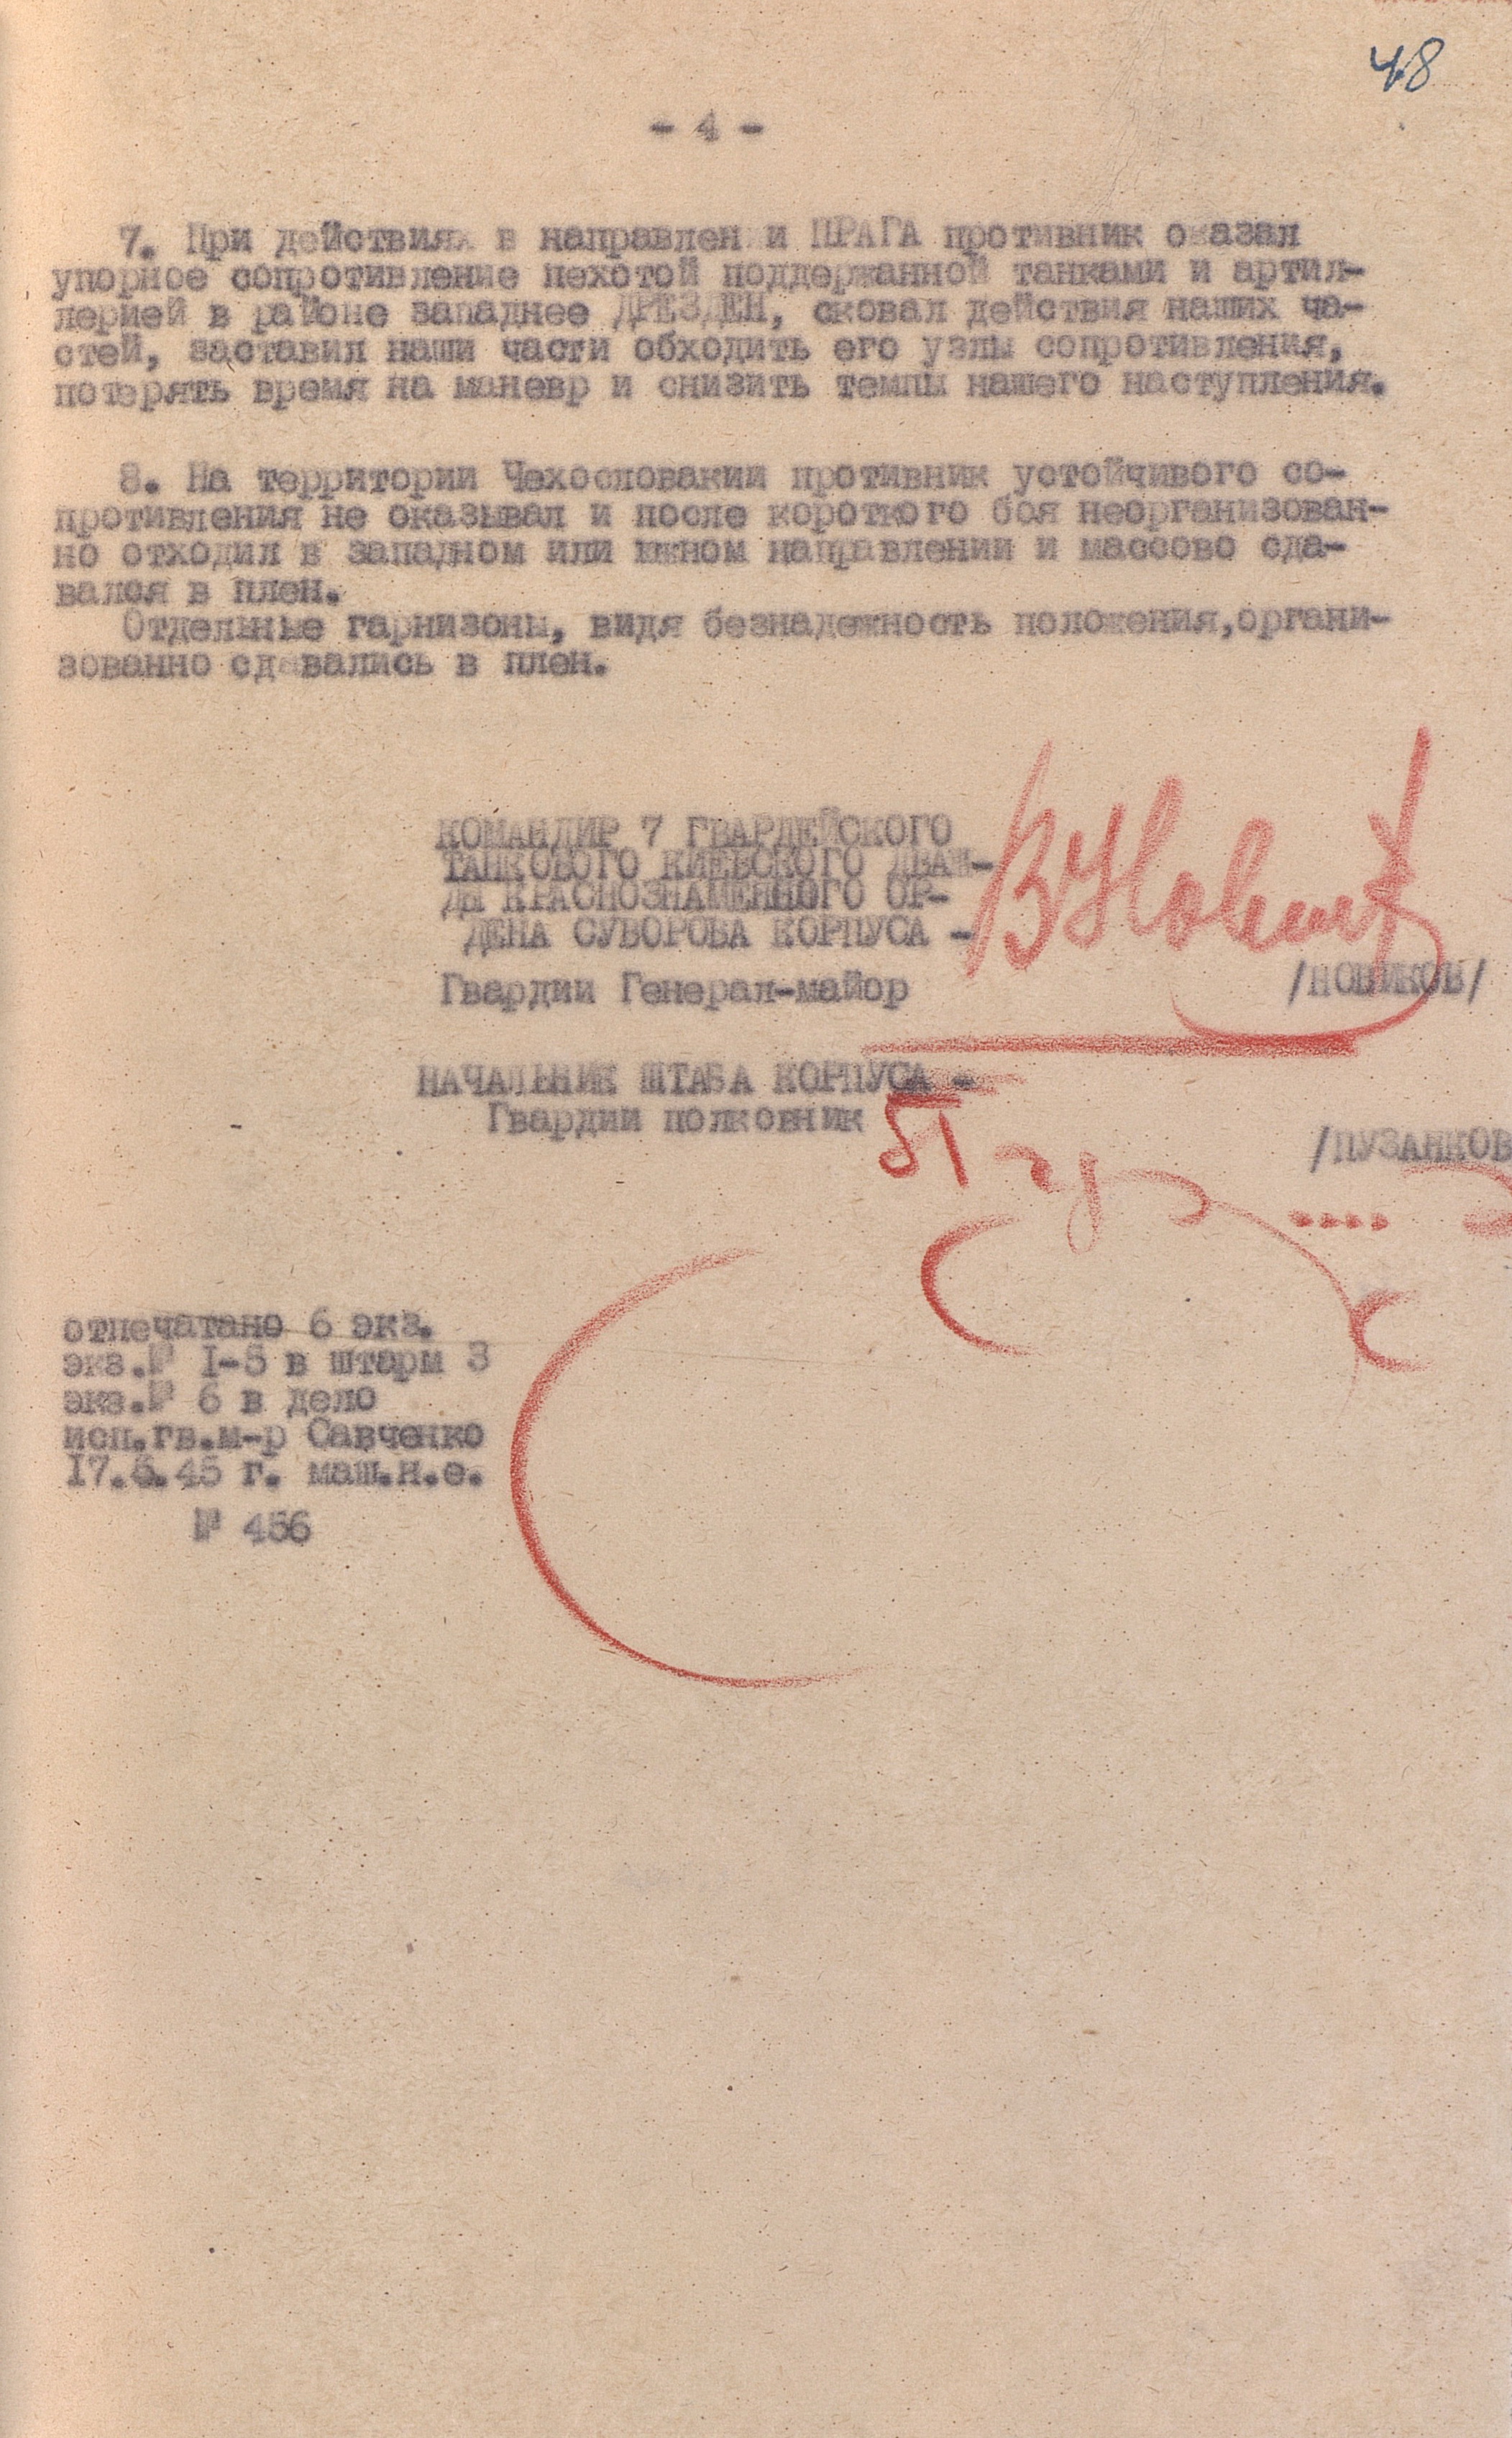 48
- 4 -
7. При действиях в направлении ПРАГА противник оказал
упорное сопротивление пехотой поддержанной танками и артил-
лерией в районе западнее ДРЕЗДЕН, сковал действия наших ча-
стей, заставил наши части обходить его узлы сопротивления,
потерять время на маневр и снизить темпы нашего наступления.
8. На территории Чехословакии противник устойчивого со-
противления не оказывал и после короткого боя неорганизован-
но отходил в западном или южном направлении и массово сда-
вался в плен.
Отдельные гарнизоны, видя безнадежность положения,органи-
зованно сдавались в плен.
КОМАНДИР 7 ГВАРДЕЙСКОГО
ТАНКОВОГО КИЕВСКОГО ДВАЖ-
ДЫ КРАСНОЗНАМЕННОГО ОР-
ДЕНА СУВОРОВА КОРПУСА -
Гвардии Генерал-майор /НОВИКОВ/
НАЧАЛЬНИК ШТАБА КОРПУСА -
Гвардии полковник
/ПУЗАНКОВ
отпечатано 6 экз.
экз.№ I-5 в штарм 3
экз.№ 6 в дело
исп.гв.м-р Савченко
17.5.45 г. маш.н.е.
№ 456